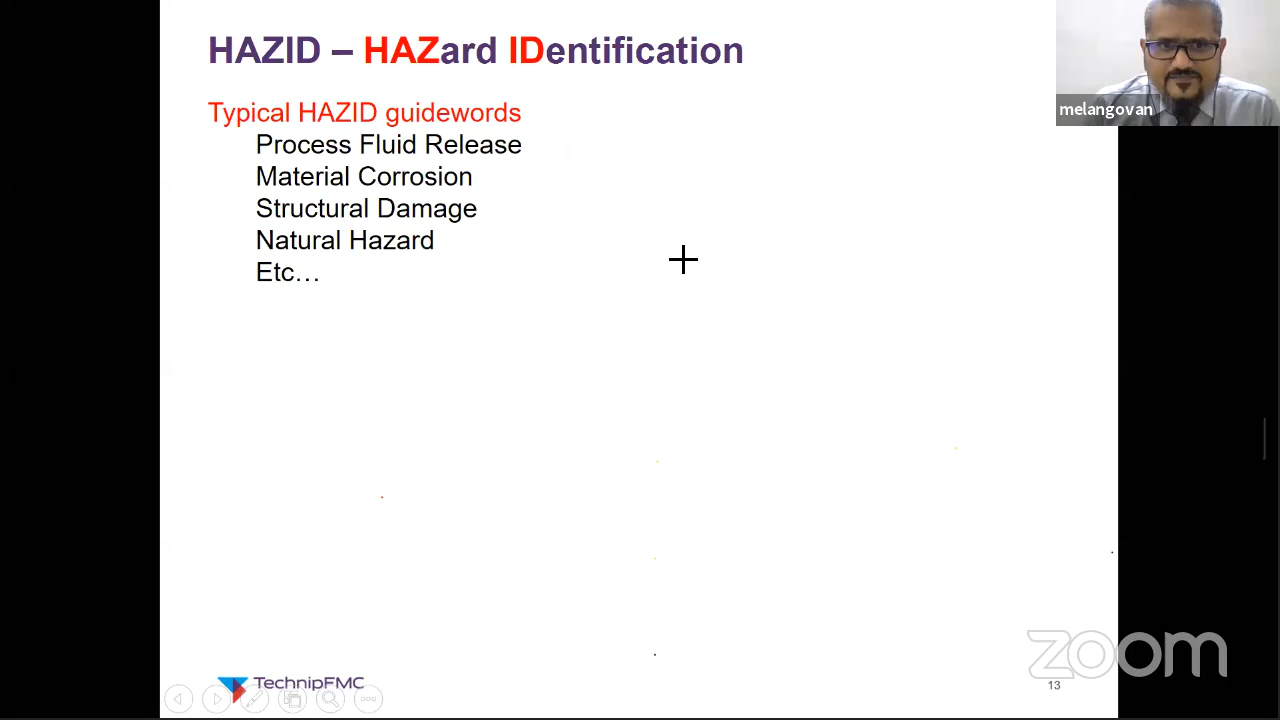 HAZID – HAZard IDentification
melangovan
Typical HAZID guidewords
Process Fluid Release
Material Corrosion
Structural Damage
Natural Hazard
Etc…
zoom
TechnipFMC
13